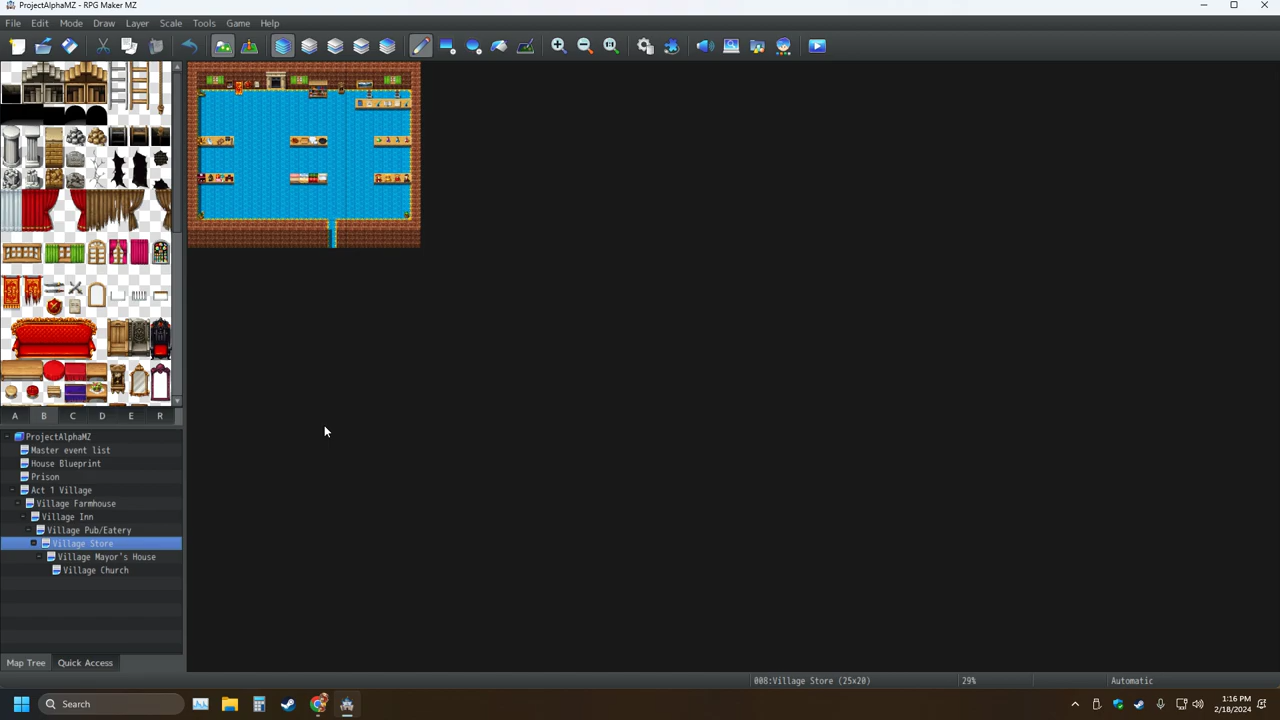 ProjectAlphaMZ - RPG Maker MZ
File Edit Mode Draw Layer Scale Tools Game Help
A B C D E R
ProjectAlphaMZ
Master event list
House Blueprint
Prison
Act 1 Village
Village Farmhouse
Village Inn
Village Pub/Eatery
Village Store
Village Mayor's House
Village Church
Map Tree Quick Access
008:Village Store (25x20) 29% Automatic
Search
1:16 PM
2/18/2024